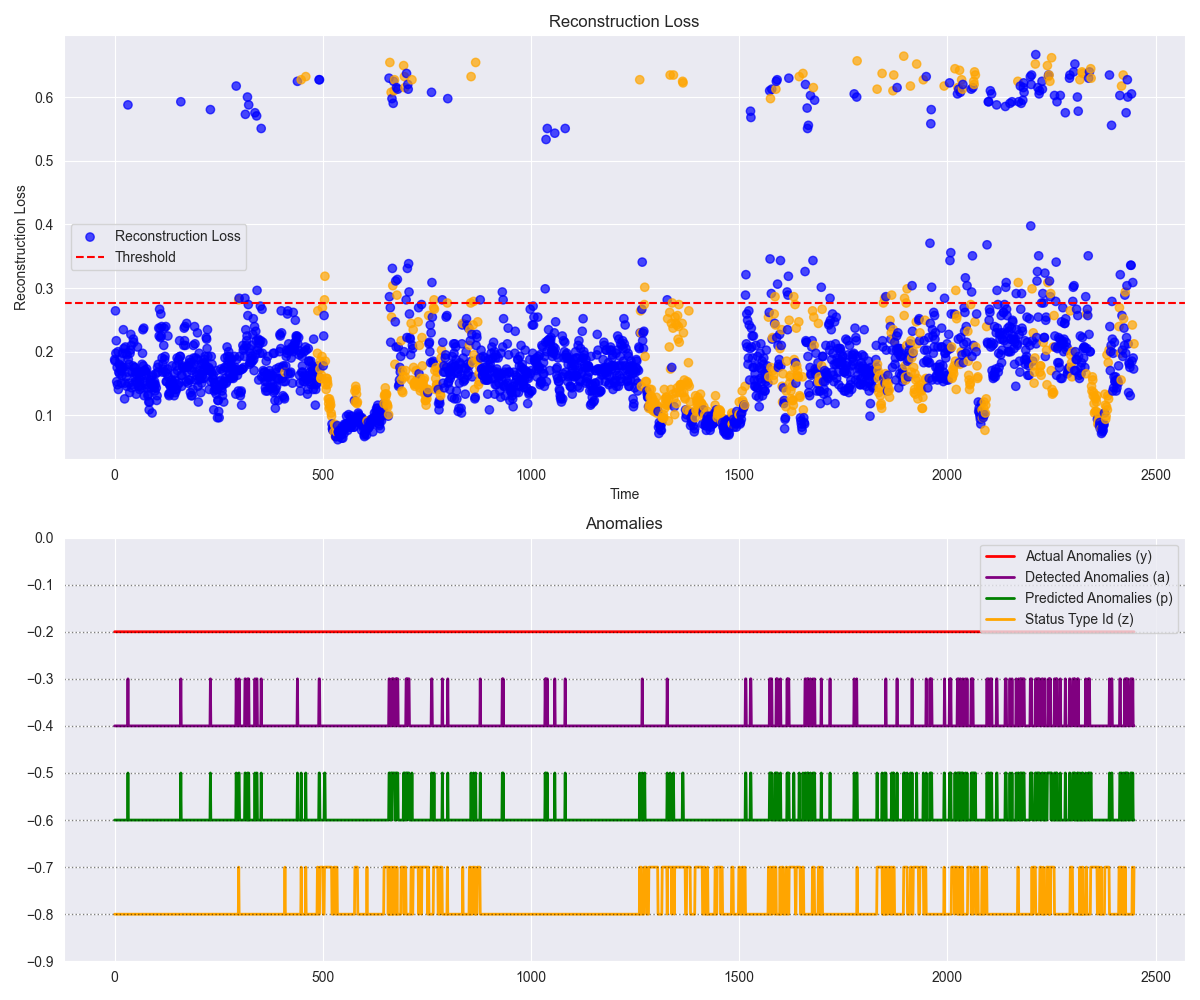 Reconstruction Loss
Reconstruction Loss
0.6
0.5
0.4
0.3
0.2
0.1
Reconstruction Loss
Threshold
0
500
1000
1500
2000
2500
Time
Anomalies
0.0
−0.1
−0.2
−0.3
−0.4
−0.5
−0.6
−0.7
−0.8
−0.9
Actual Anomalies (y)
Detected Anomalies (a)
Predicted Anomalies (p)
Status Type Id (z)
0
500
1000
1500
2000
2500